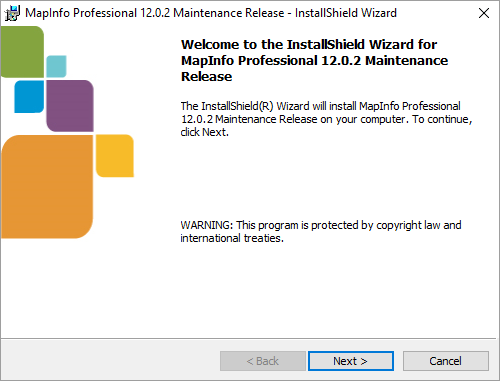 MapInfo Professional 12.0.2 Maintenance Release - InstallShield Wizard
Welcome to the InstallShield Wizard for
MapInfo Professional 12.0.2 Maintenance
Release
The InstallShield(R) Wizard will install MapInfo Professional
12.0.2 Maintenance Release on your computer. To continue,
click Next.
WARNING: This program is protected by copyright law and
international treaties.
< Back Next > Cancel